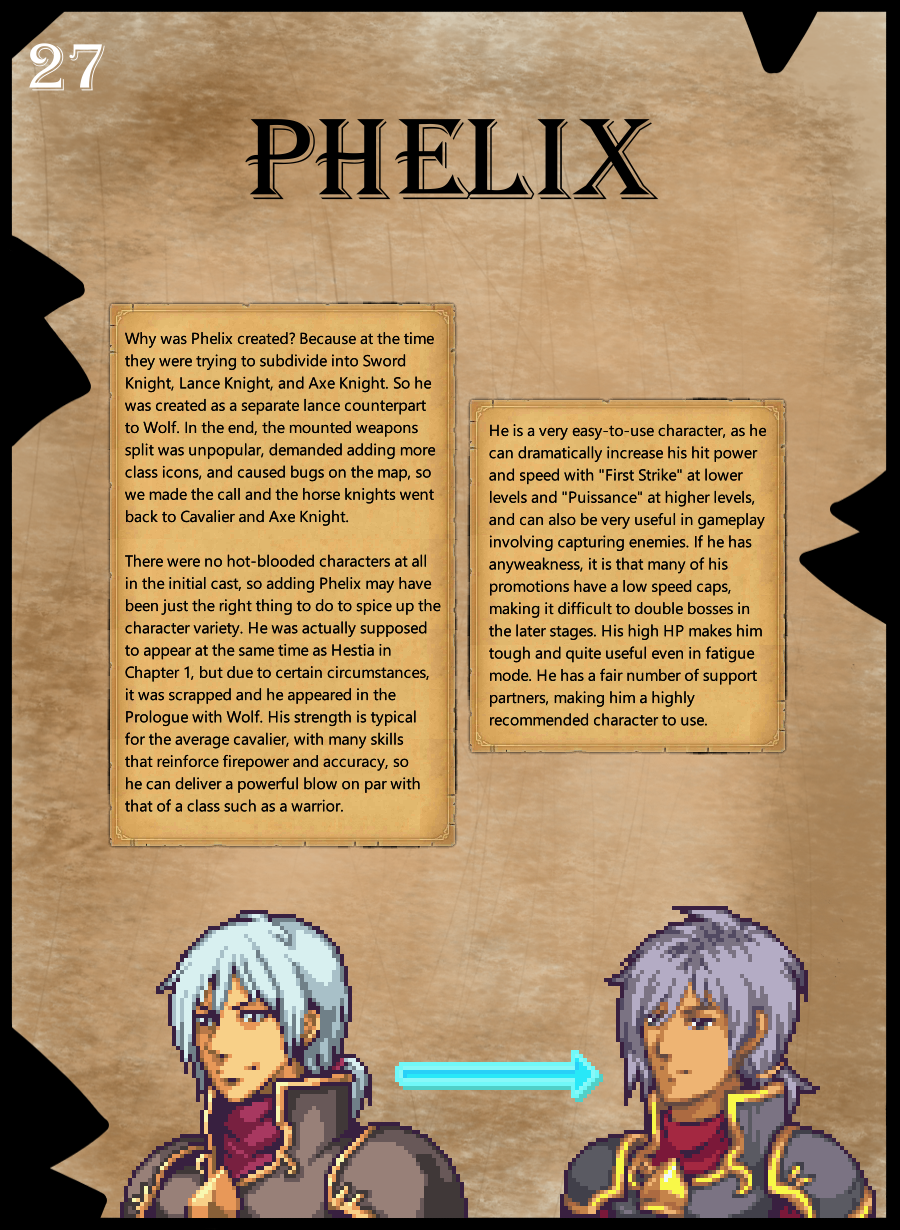 27
PHELIX
Why was Phelix created? Because at the time
they were trying to subdivide into Sword
Knight, Lance Knight, and Axe Knight. So he
was created as a separate lance counterpart
to Wolf. In the end, the mounted weapons
split was unpopular, demanded adding more
class icons, and caused bugs on the map, so
we made the call and the horse knights went
back to Cavalier and Axe Knight.
There were no hot-blooded characters at all
in the initial cast, so adding Phelix may have
been just the right thing to do to spice up the
character variety. He was actually supposed
to appear at the same time as Hestia in
Chapter 1, but due to certain circumstances,
it was scrapped and he appeared in the
Prologue with Wolf. His strength is typical
for the average cavalier, with many skills
that reinforce firepower and accuracy, so
he can deliver a powerful blow on par with
that of a class such as a warrior.
He is a very easy-to-use character, as he
can dramatically increase his hit power
and speed with "First Strike" at lower
levels and "Puissance" at higher levels,
and can also be very useful in gameplay
involving capturing enemies. If he has
anyweakness, it is that many of his
promotions have a low speed caps,
making it difficult to double bosses in
the later stages. His high HP makes him
tough and quite useful even in fatigue
mode. He has a fair number of support
partners, making him a highly
recommended character to use.